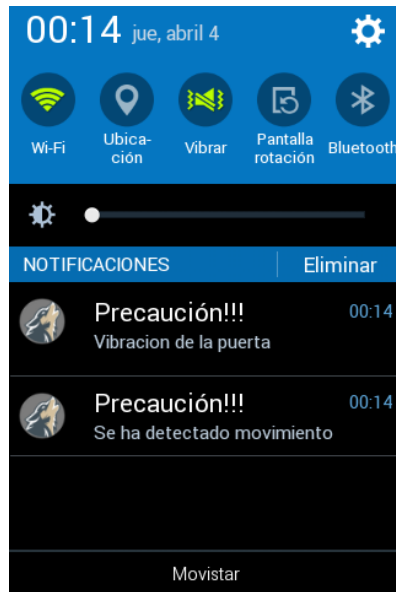 00:14 jue, abril 4
Wi-Fi
Ubica-
ción
Vibrar
Pantalla
rotación
Bluetooth
NOTIFICACIONES
Eliminar
Precaución!!! 00:14
Vibracion de la puerta
Precaución!!! 00:14
Se ha detectado movimiento
Movistar